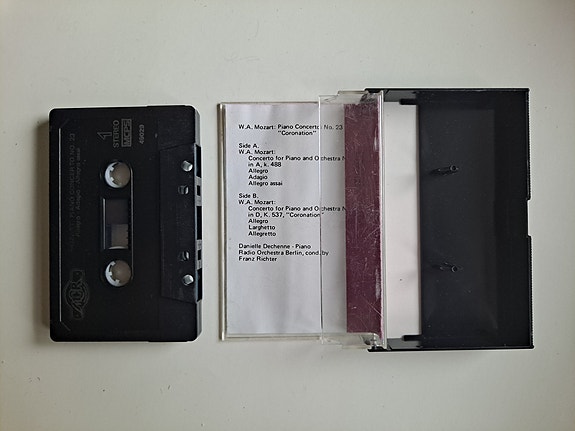 1
STEREO
MCPS
49029
W.A. Mozart: Piano Concerto No. 23
"Coronation"
Side A.
W.A. Mozart:
Concerto for Piano and Orchestra N
in A, k. 488
Allegro
Adagio
Allegro assai
Side B.
W.A. Mozart:
Concerto for Piano and Orchestra N
in D, K. 537, "Coronation"
Allegro
Larghetto
Allegretto
Danielle Dechenne - Piano
Radio Orchestra Berlin, cond. by
Franz Richter